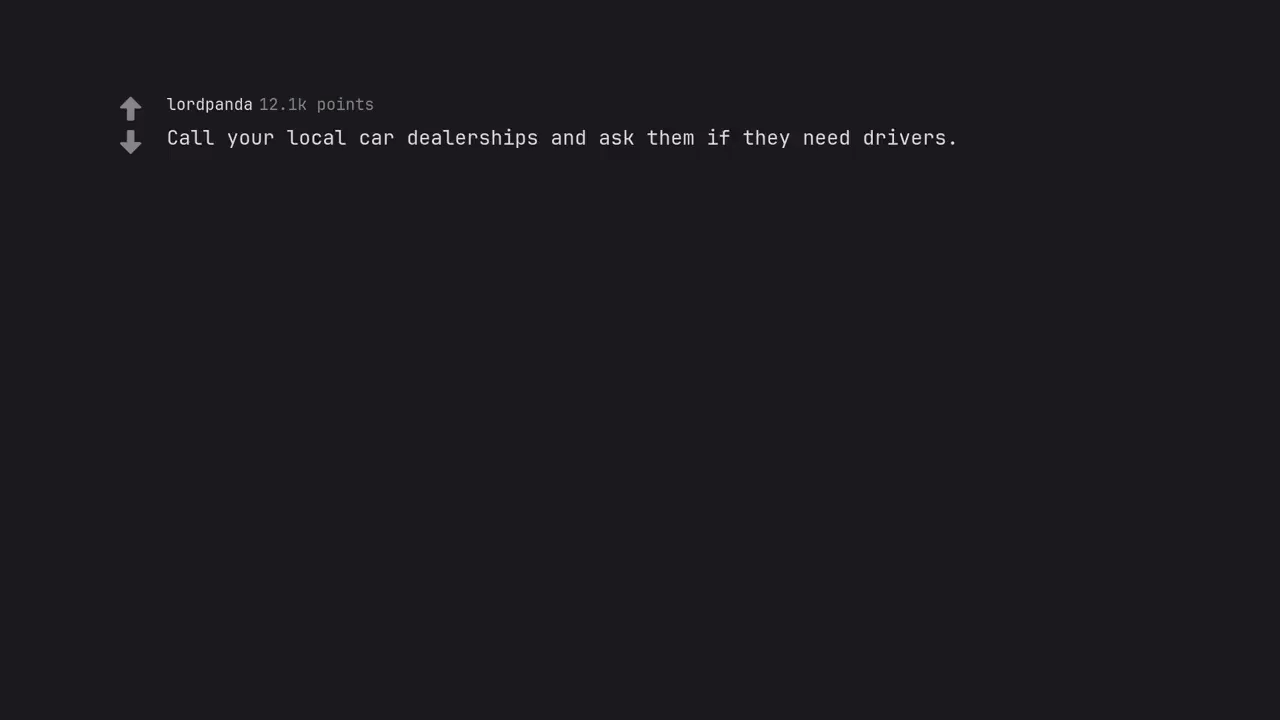 lordpanda 12.1k points
Call your local car dealerships and ask them if they need drivers.